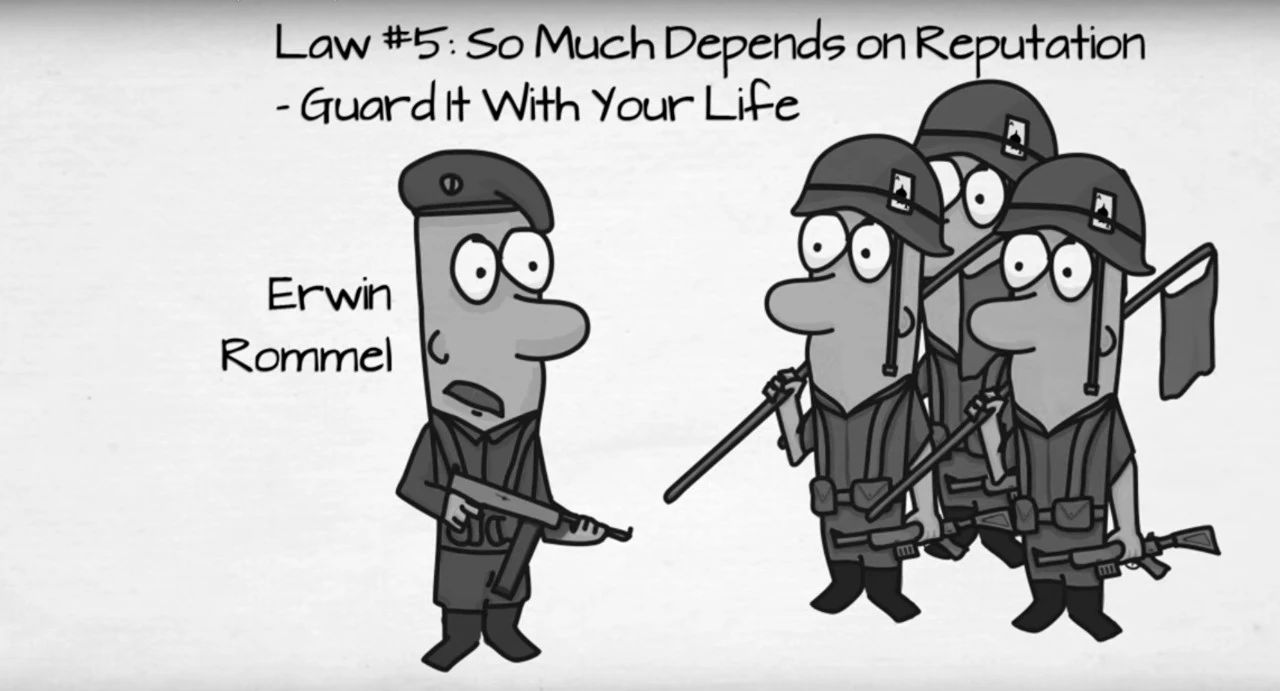 Law #5: So Much Depends on Reputation
- Guard It With Your Life
Erwin
Rommel